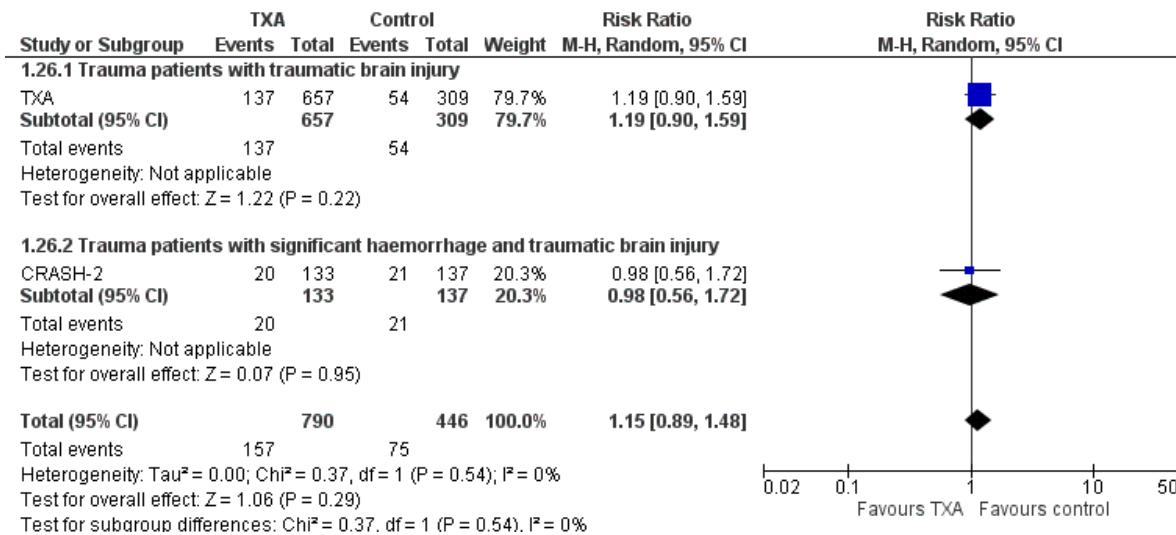 TXA Control Risk Ratio Risk Ratio
Study or Subgroup Events Total Events Total Weight M-H, Random, 95% CI M-H, Random, 95% CI
1.26.1 Trauma patients with traumatic brain injury
TXA 137 657 54 309 79.7% 1.19 [0.90, 1.59]
Subtotal (95% CI) 657 309 79.7% 1.19 [0.90, 1.59]
Total events 137 54
Heterogeneity: Not applicable
Test for overall effect: Z = 1.22 (P = 0.22)
1.26.2 Trauma patients with significant haemorrhage and traumatic brain injury
CRASH-2 20 133 21 137 20.3% 0.98 [0.56, 1.72]
Subtotal (95% CI) 133 137 20.3% 0.98 [0.56, 1.72]
Total events 20 21
Heterogeneity: Not applicable
Test for overall effect: Z = 0.07 (P = 0.95)
Total (95% CI) 790 446 100.0% 1.15 [0.89, 1.48]
Total events 157 75
Heterogeneity: Tau² = 0.00; Chi² = 0.37, df = 1 (P = 0.54); I² = 0%
Test for overall effect: Z = 1.06 (P = 0.29)
Test for subgroup differences: Chi² = 0.37, df = 1 (P = 0.54), I² = 0%
0.02 0.1 1 10 50
Favours TXA Favours control